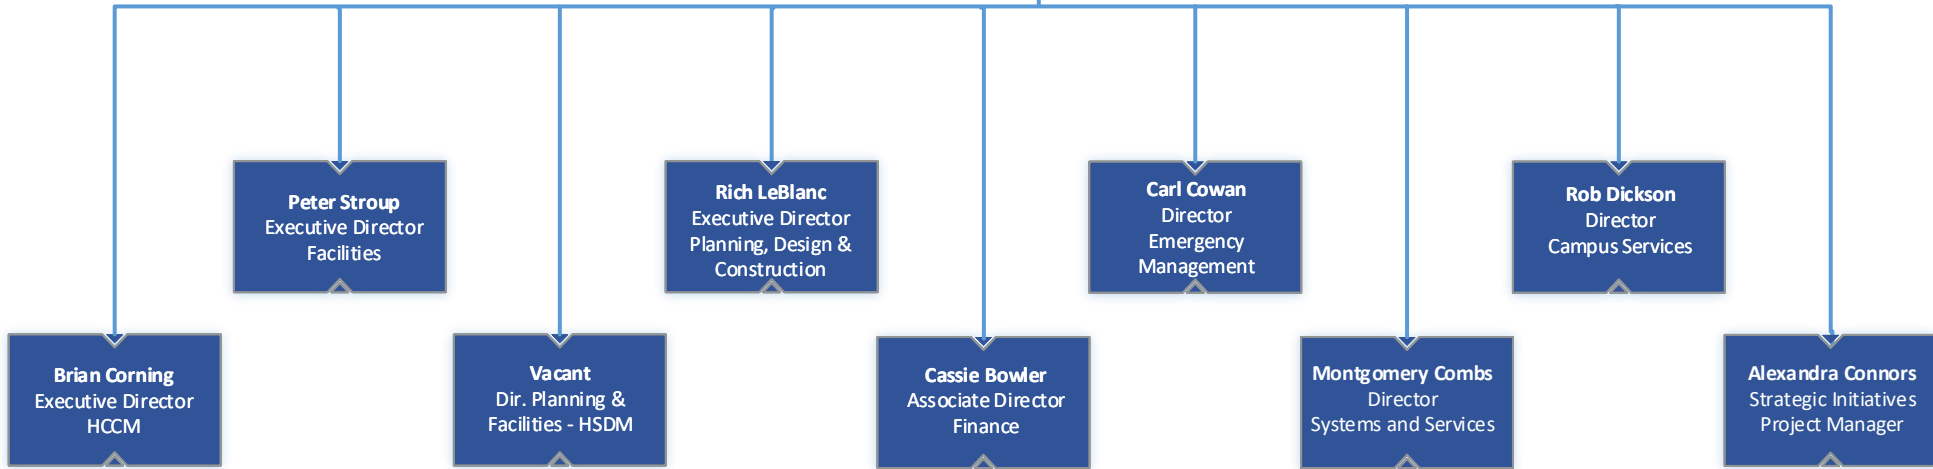 Peter Stroup
Executive Director
Facilities
Rich LeBlanc
Executive Director
Planning, Design &
Construction
Carl Cowan
Director
Emergency
Management
Rob Dickson
Director
Campus Services
Brian Corning
Executive Director
HCCM
Vacant
Dir. Planning &
Facilities - HSDM
Cassie Bowler
Associate Director
Finance
Montgomery Combs
Director
Systems and Services
Alexandra Connors
Strategic Initiatives
Project Manager